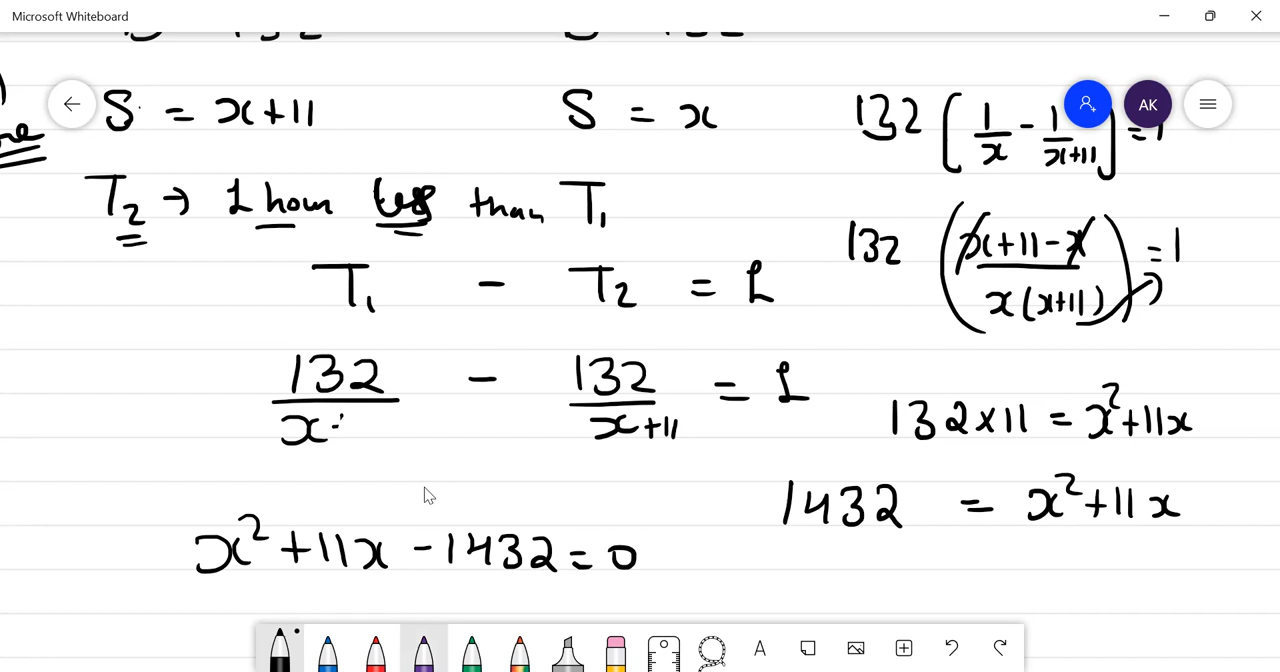 Microsoft Whiteboard
S = x+11
S = x
T₂ → 1 hour less than T₁
T₁ - T₂ = 1
132/x - 132/x+11 = 1
x²+11x-1432=0
132 [1/x - 1/x+11] = 1
132 (x+11-x / x(x+11)) = 1
132×11 = x²+11x
1432 = x²+11x
AK
A